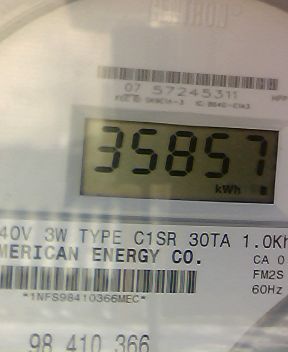 CENTRON
07 57245311
35857
kWh
40V 3W TYPE C1SR 30TA 1.0Kh
MERICAN ENERGY CO.
CA 0
FM2S
60Hz
*1NFS98410366MEC*
98 410 366